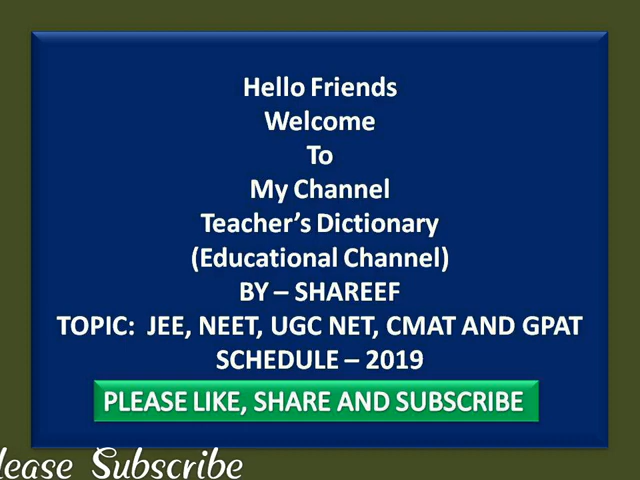 Hello Friends
Welcome
To
My Channel
Teacher’s Dictionary
(Educational Channel)
BY – SHAREEF
TOPIC:  JEE, NEET, UGC NET, CMAT AND GPAT
SCHEDULE – 2019
PLEASE LIKE, SHARE AND SUBSCRIBE
lease Subscribe